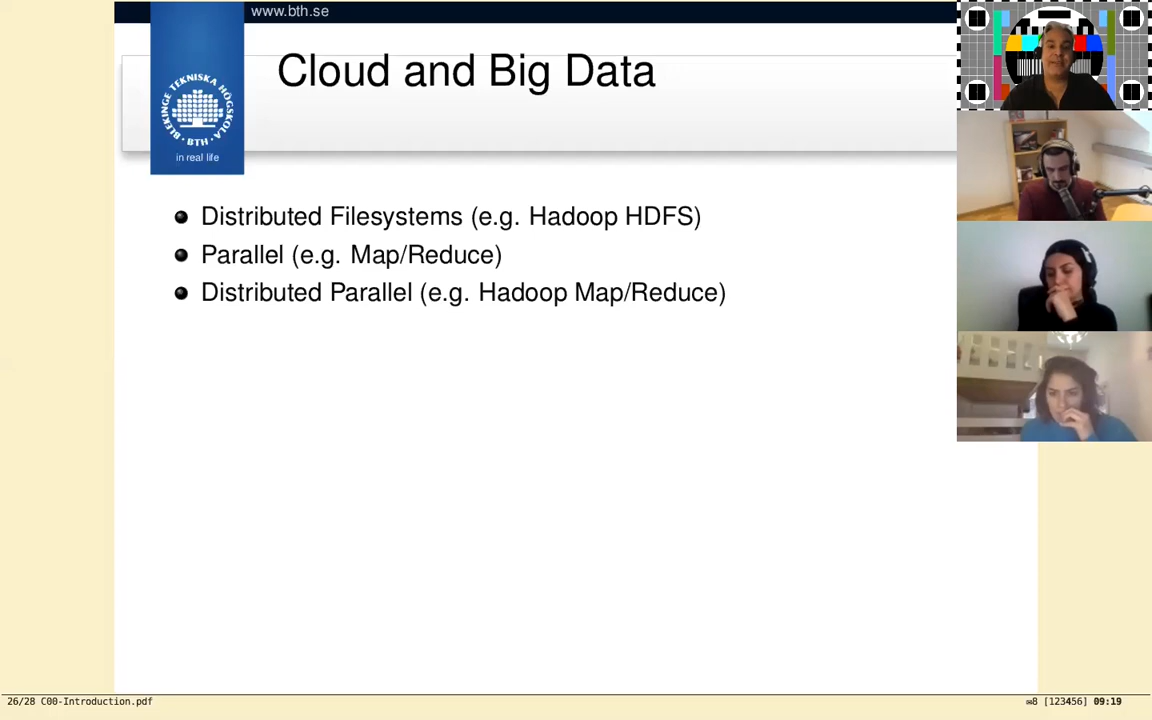 www.bth.se
Cloud and Big Data
BLEKINGE TEKNISKA HÖGSKOLA
BTH
in real life
Distributed Filesystems (e.g. Hadoop HDFS)
Parallel (e.g. Map/Reduce)
Distributed Parallel (e.g. Hadoop Map/Reduce)
26/28 C00-Introduction.pdf
✉8 [123456] 09:19